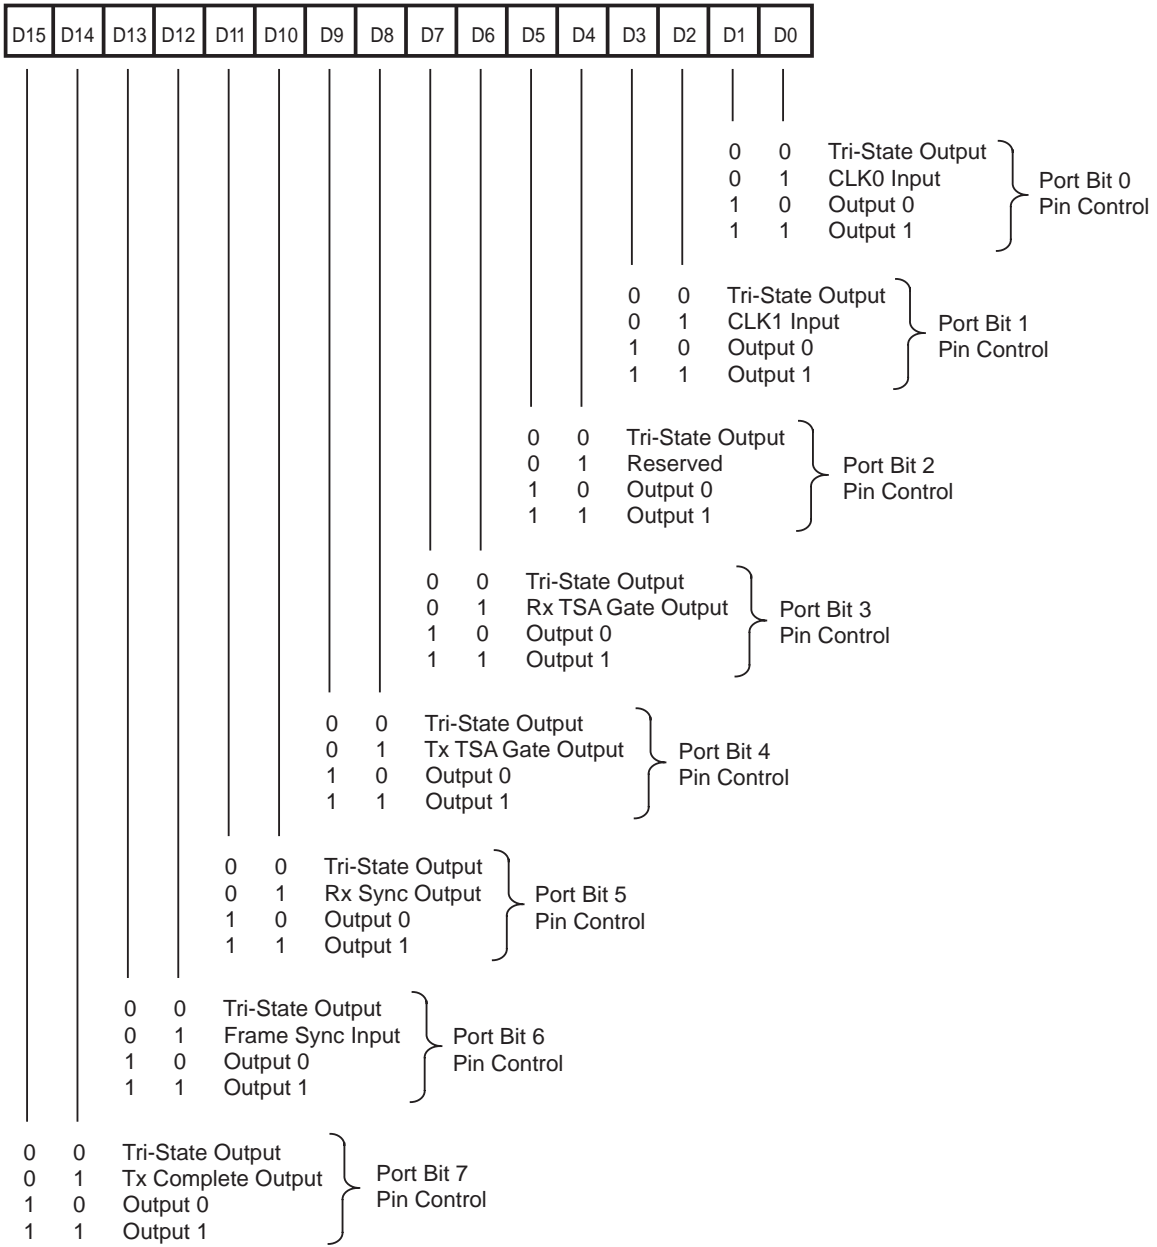 D15 D14 D13 D12 D11 D10 D9 D8 D7 D6 D5 D4 D3 D2 D1 D0
0 0 Tri-State Output
0 1 CLK0 Input
1 0 Output 0
1 1 Output 1
Port Bit 0
Pin Control
0 0 Tri-State Output
0 1 CLK1 Input
1 0 Output 0
1 1 Output 1
Port Bit 1
Pin Control
0 0 Tri-State Output
0 1 Reserved
1 0 Output 0
1 1 Output 1
Port Bit 2
Pin Control
0 0 Tri-State Output
0 1 Rx TSA Gate Output
1 0 Output 0
1 1 Output 1
Port Bit 3
Pin Control
0 0 Tri-State Output
0 1 Tx TSA Gate Output
1 0 Output 0
1 1 Output 1
Port Bit 4
Pin Control
0 0 Tri-State Output
0 1 Rx Sync Output
1 0 Output 0
1 1 Output 1
Port Bit 5
Pin Control
0 0 Tri-State Output
0 1 Frame Sync Input
1 0 Output 0
1 1 Output 1
Port Bit 6
Pin Control
0 0 Tri-State Output
0 1 Tx Complete Output
1 0 Output 0
1 1 Output 1
Port Bit 7
Pin Control